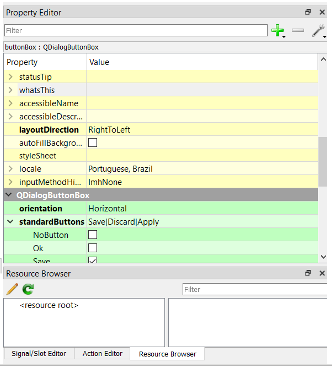 Property Editor
Filter
buttonBox : QDialogButtonBox
Property Value
statusTip
whatsThis
accessibleName
accessibleDescr...
layoutDirection RightToLeft
autoFillBackgro...
styleSheet
locale Portuguese, Brazil
inputMethodHi... ImhNone
QDialogButtonBox
orientation Horizontal
standardButtons Save|Discard|Apply
NoButton
Ok
Save
Resource Browser
Filter
<resource root>
Signal/Slot Editor Action Editor Resource Browser